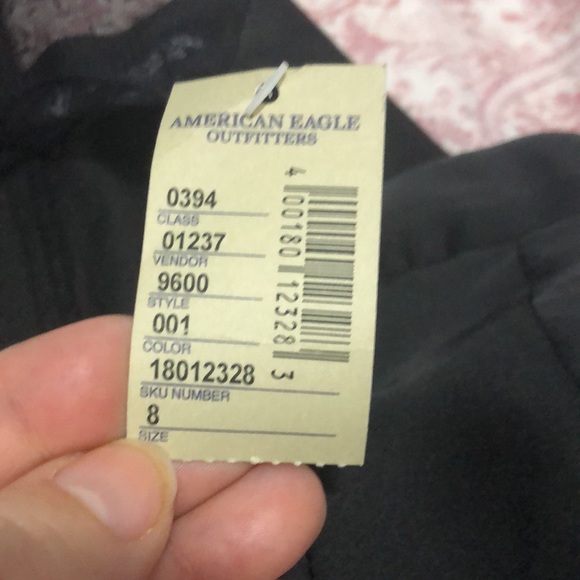 AMERICAN EAGLE
OUTFITTERS
0394
CLASS
01237
VENDOR
9600
STYLE
001
COLOR
18012328
SKU NUMBER
8
SIZE
4 00180 12328 3